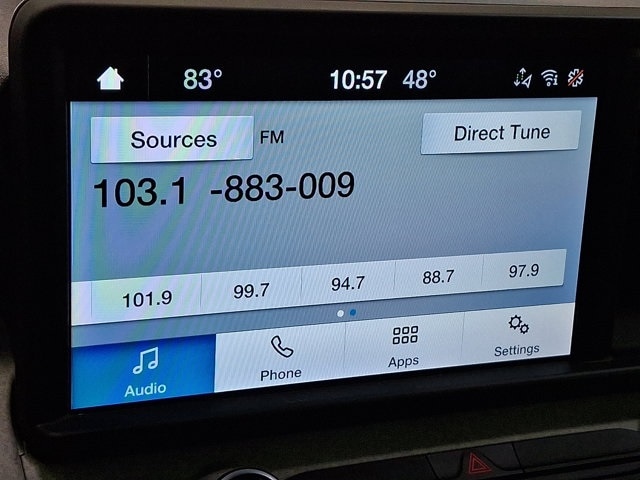 83° 10:57 48°
Sources FM Direct Tune
103.1 -883-009
101.9 99.7 94.7 88.7 97.9
Audio Phone Apps Settings